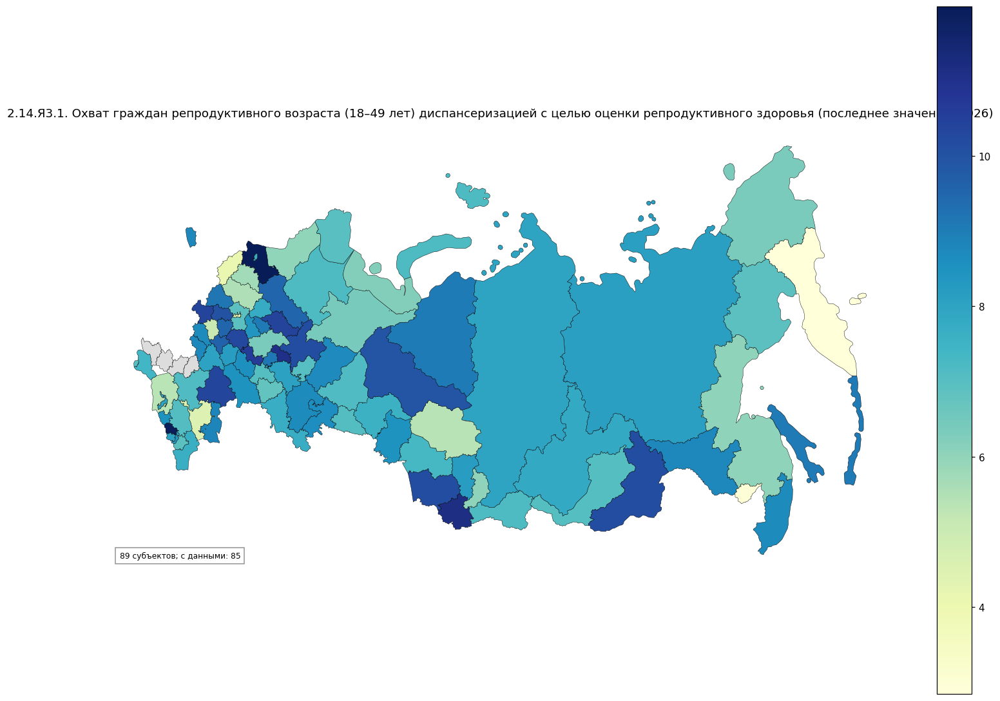 2.14.ЯЗ.1. Охват граждан репродуктивного возраста (18–49 лет) диспансеризацией с целью оценки репродуктивного здоровья (последнее значен 26)
10
8
6
4
89 субъектов; с данными: 85